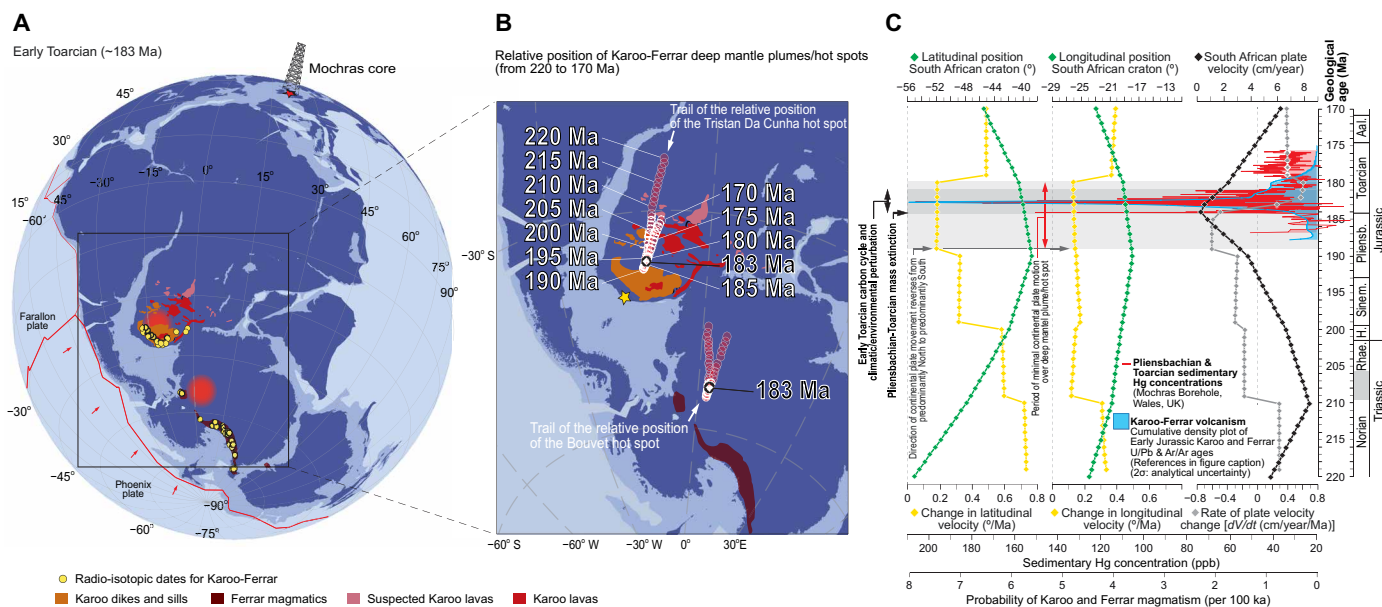 A
Early Toarcian (~183 Ma)
Mochras core
45°
30°
15°
−60°
−30°
−15°
0°
15°
30°
45°
60°
75°
90°
Farallon
plate
−30°
−45°
Phoenix
plate
−60°
−75°
−90°
B
Relative position of Karoo-Ferrar deep mantle plumes/hot spots
(from 220 to 170 Ma)
Trail of the relative position
of the Tristan Da Cunha hot spot
220 Ma
215 Ma
210 Ma
205 Ma
200 Ma
195 Ma
190 Ma
170 Ma
175 Ma
180 Ma
183 Ma
185 Ma
−30° S
183 Ma
Trail of the relative position
of the Bouvet hot spot
−60° S
−60° W
−30° W
0°
30°E
C
Latitudinal position
South African craton (°)
Longitudinal position
South African craton (°)
South African plate
velocity (cm/year)
Geological
age (Ma)
−56 −52 −48 −44 −40
−29 −25 −21 −17 −13
0 2 4 6 8
170
175
180
185
190
195
200
205
210
215
220
Aal.
Toarcian
Pliensb.
Sinem.
H.
Rhae.
Norian
Jurassic
Triassic
Early Toarcian carbon cycle and
climatic/environmental perturbation
Pliensbachian-Toarcian mass extinction
Direction of continental plate movement reverses from
predominantly North to predominantly South
Period of minimal continental plate motion
over deep mantle plume/hot spot
Pliensbachian &
Toarcian sedimentary
Hg concentrations
(Mochras Borehole,
Wales, UK)
Karoo-Ferrar volcanism
Cumulative density plot of
Early Jurassic Karoo and Ferrar
U/Pb & Ar/Ar ages
(References in figure caption)
(2σ: analytical uncertainty)
0 0.2 0.4 0.6 0.8
0 0.2 0.4 0.6
-0.8 -0.4 0 0.4 0.8
Change in latitudinal
velocity (°/Ma)
Change in longitudinal
velocity (°/Ma)
Rate of plate velocity
change [dV/dt (cm/year/Ma)]
200 180 160 140 120 100 80 60 40 20
Sedimentary Hg concentration (ppb)
8 7 6 5 4 3 2 1 0
Probability of Karoo and Ferrar magmatism (per 100 ka)
Radio-isotopic dates for Karoo-Ferrar
Karoo dikes and sills
Ferrar magmatics
Suspected Karoo lavas
Karoo lavas